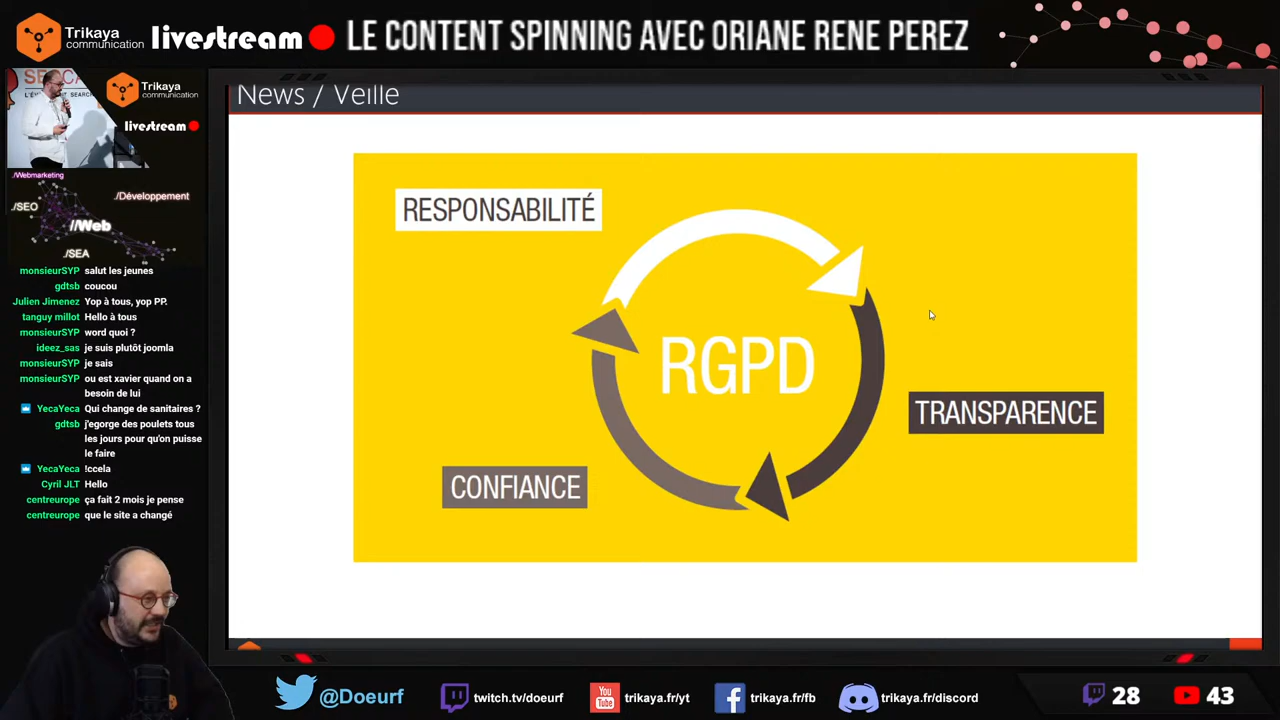 Trikaya
communication
livestream
LE CONTENT SPINNING AVEC ORIANE RENE PEREZ
Trikaya
communication
livestream
./Webmarketing
./Développement
./SEO
//Web
./SEA
monsieurSYP salut les jeunes
gdtsb coucou
Julien Jimenez Yop à tous, yop PP.
tanguy millot Hello à tous
monsieurSYP word quoi ?
ideez_sas je suis plutôt joomla
monsieurSYP je sais
monsieurSYP ou est xavier quand on a
besoin de lui
YecaYeca Qui change de sanitaires ?
gdtsb j'egorge des poulets tous
les jours pour qu'on puisse
le faire
YecaYeca !ccela
Cyril JLT Hello
centreurope ça fait 2 mois je pense
centreurope que le site a changé
News / Veille
RESPONSABILITÉ
RGPD
TRANSPARENCE
CONFIANCE
@Doeurf
twitch.tv/doeurf
You
Tube
trikaya.fr/yt
trikaya.fr/fb
trikaya.fr/discord
28
43